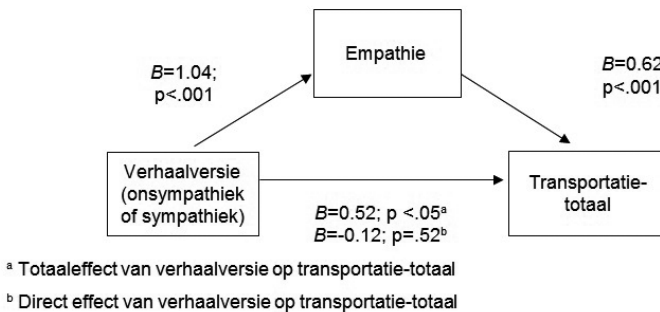 Empathie
B=1.04;
p<.001
B=0.62
p<.001
Verhaalversie
(onsympathiek
of sympathiek)
Transportatie-
totaal
B=0.52; p <.05ᵃ
B=-0.12; p=.52ᵇ
ᵃ Totaaleffect van verhaalversie op transportatie-totaal
ᵇ Direct effect van verhaalversie op transportatie-totaal